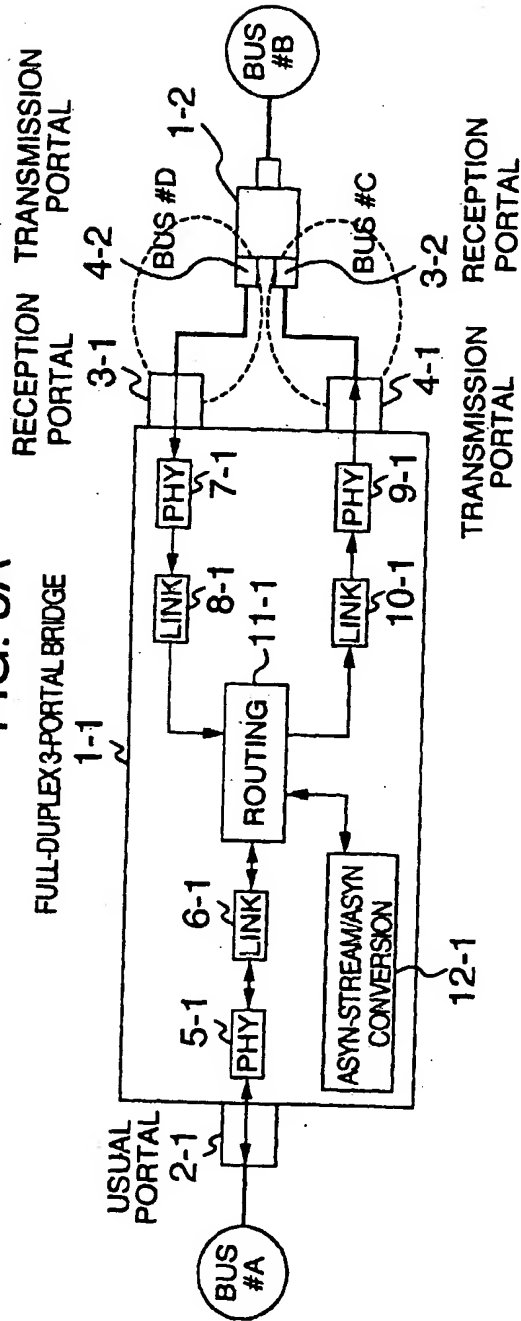 FIG.
FULL-DUPLEX 3-PORTAL BRIDGE
1-1
RECEPTION
PORTAL
3-1
TRANSMISSION
PORTAL
4-2
BUS #D
1-2
BUS
#B
USUAL
PORTAL
2-1
BUS
#A
5-1
PHY
6-1
LINK
ROUTING
11-1
LINK
8-1
PHY
7-1
ASYN-STREAM/ASYN
CONVERSION
12-1
LINK
10-1
PHY
9-1
4-1
TRANSMISSION
PORTAL
BUS #C
3-2
RECEPTION
PORTAL